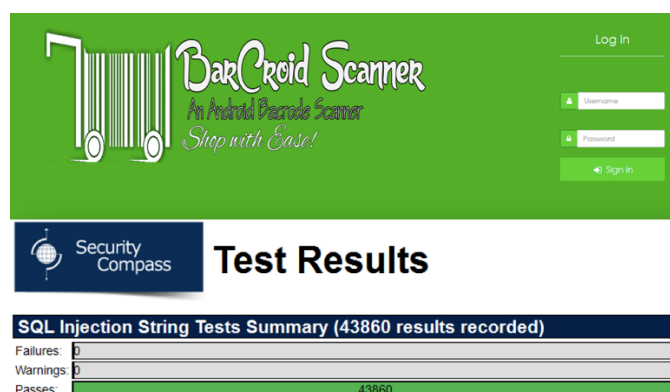 BarCroid Scanner
An Android Bacrode Scanner
Shop with Ease!
Log in
Username
Password
Sign in
Security
Compass
Test Results
SQL Injection String Tests Summary (43860 results recorded)
Failures: 0
Warnings: 0
Passes: 43860